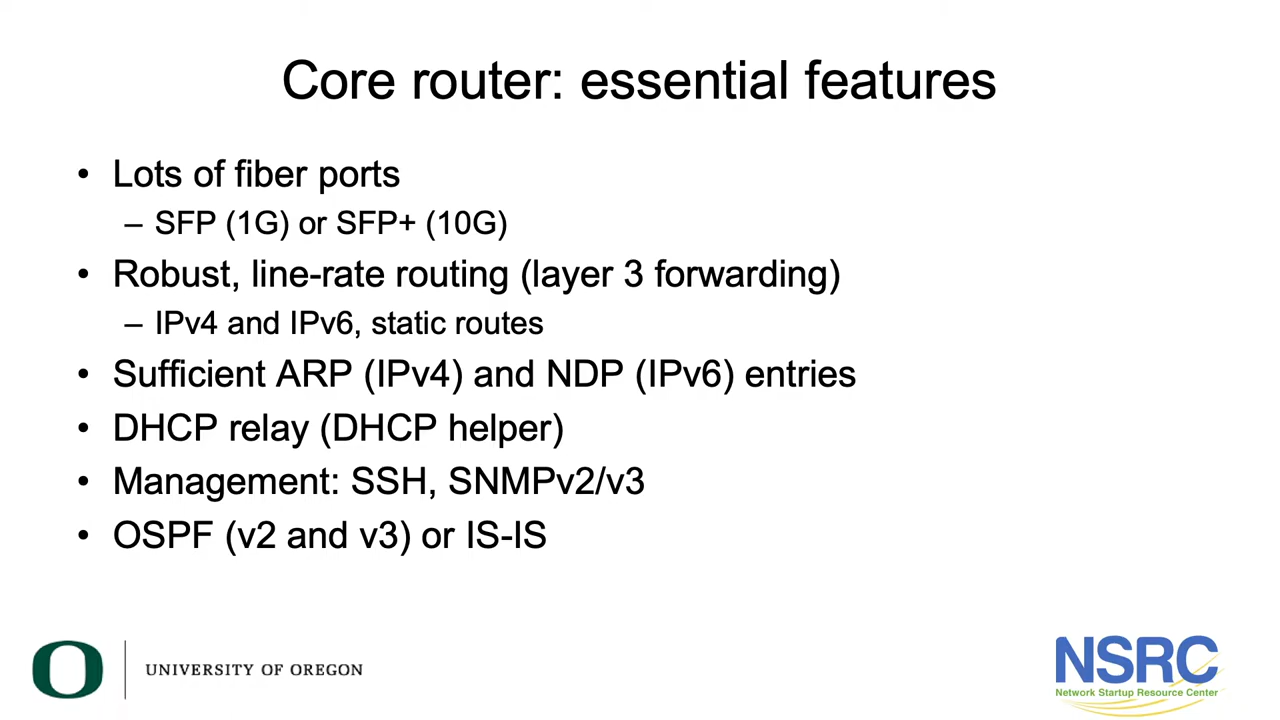 Core router: essential features
• Lots of fiber ports
– SFP (1G) or SFP+ (10G)
• Robust, line-rate routing (layer 3 forwarding)
– IPv4 and IPv6, static routes
• Sufficient ARP (IPv4) and NDP (IPv6) entries
• DHCP relay (DHCP helper)
• Management: SSH, SNMPv2/v3
• OSPF (v2 and v3) or IS-IS
O
UNIVERSITY OF OREGON
NSRC
Network Startup Resource Center